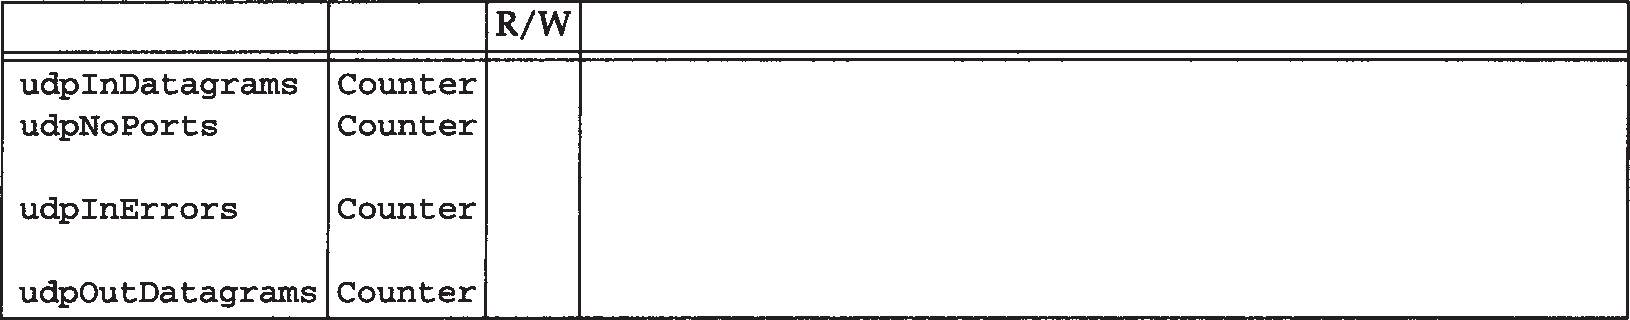 R/W
udpInDatagrams Counter
udpNoPorts Counter
udpInErrors Counter
udpOutDatagrams Counter